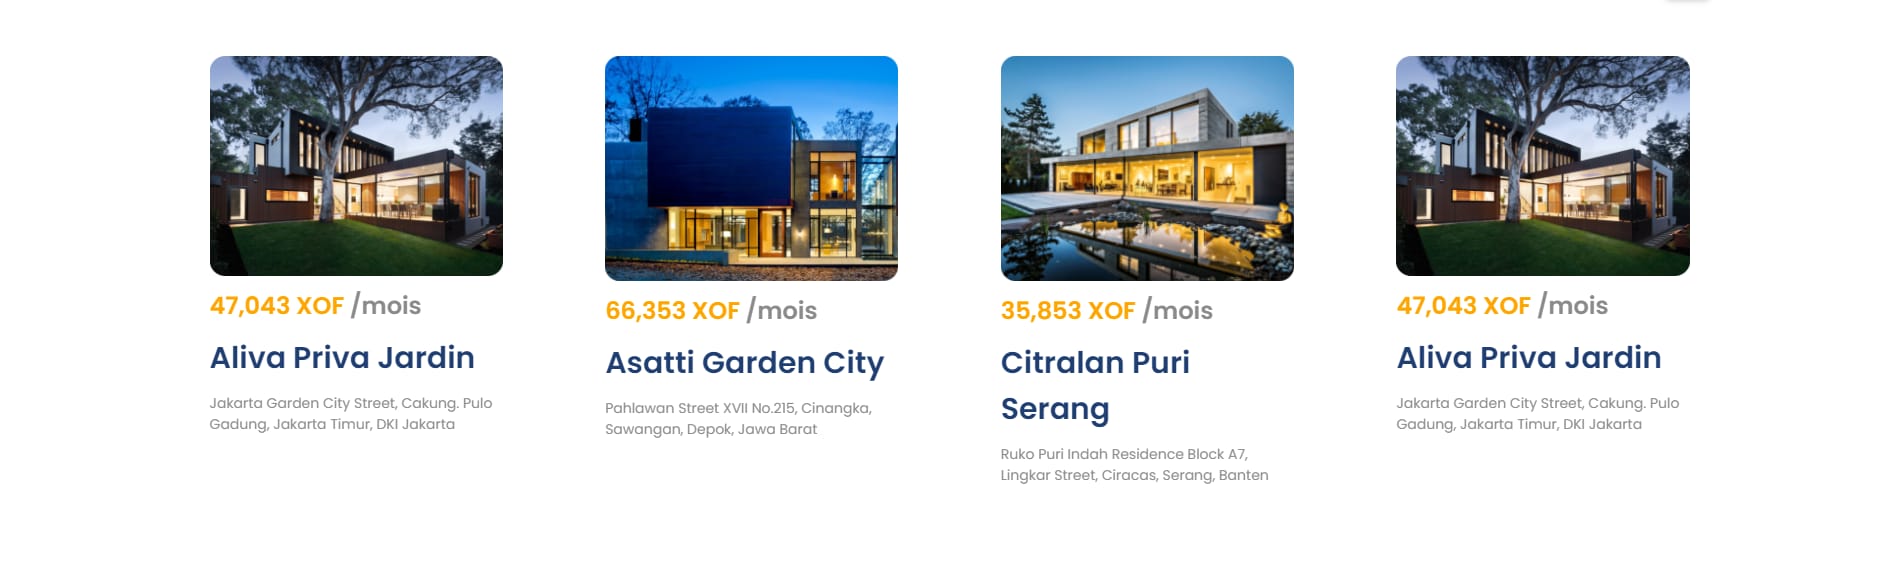 47,043 XOF /mois
Aliva Priva Jardin
Jakarta Garden City Street, Cakung. Pulo
Gadung, Jakarta Timur, DKI Jakarta
66,353 XOF /mois
Asatti Garden City
Pahlawan Street XVII No.215, Cinangka,
Sawangan, Depok, Jawa Barat
35,853 XOF /mois
Citralan Puri
Serang
Ruko Puri Indah Residence Block A7,
Lingkar Street, Ciracas, Serang, Banten
47,043 XOF /mois
Aliva Priva Jardin
Jakarta Garden City Street, Cakung. Pulo
Gadung, Jakarta Timur, DKI Jakarta